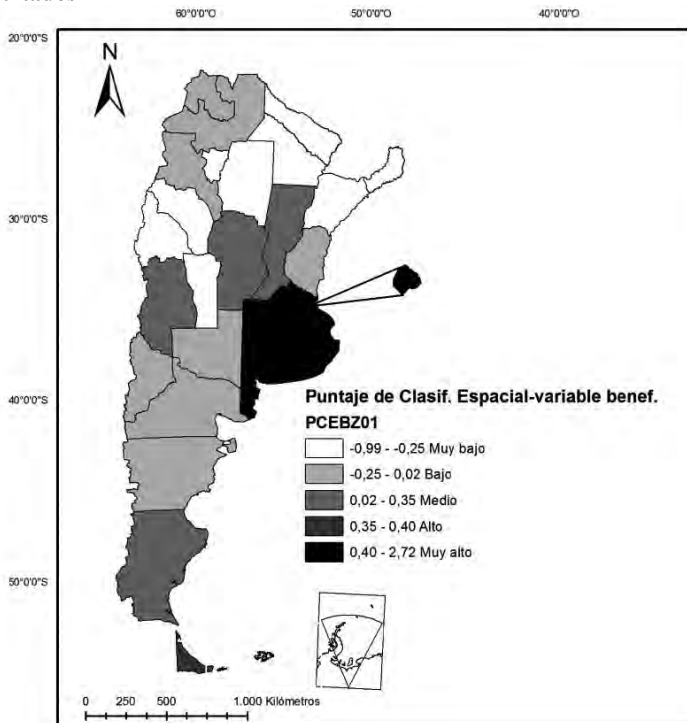 60°0'0"O 50°0'0"O 40°0'0"O
20°0'0"S
N
30°0'0"S
40°0'0"S
50°0'0"S
Puntaje de Clasif. Espacial-variable benef.
PCEBZ01
-0,99 - -0,25 Muy bajo
-0,25 - 0,02 Bajo
0,02 - 0,35 Medio
0,35 - 0,40 Alto
0,40 - 2,72 Muy alto
0 250 500 1.000 Kilómetros